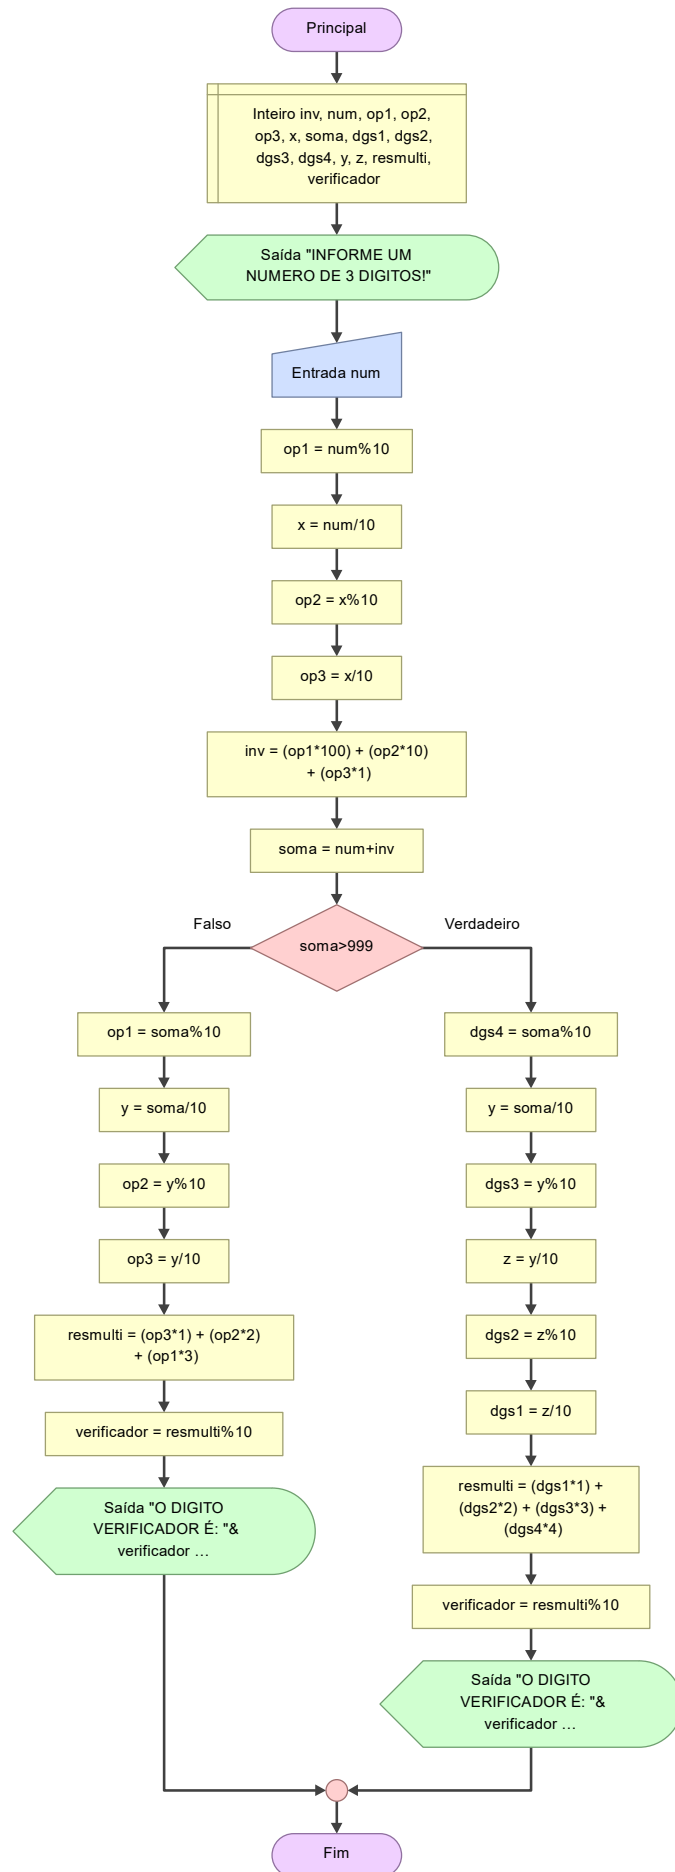 Principal
Inteiro inv, num, op1, op2,
op3, x, soma, dgs1, dgs2,
dgs3, dgs4, y, z, resmulti,
verificador
Saída "INFORME UM
NUMERO DE 3 DIGITOS!"
Entrada num
op1 = num%10
x = num/10
op2 = x%10
op3 = x/10
inv = (op1*100) + (op2*10)
+ (op3*1)
soma = num+inv
soma>999
Falso
op1 = soma%10
y = soma/10
op2 = y%10
op3 = y/10
resmulti = (op3*1) + (op2*2)
+ (op1*3)
verificador = resmulti%10
Saída "O DIGITO
VERIFICADOR É: "&
verificador ...
Verdadeiro
dgs4 = soma%10
y = soma/10
dgs3 = y%10
z = y/10
dgs2 = z%10
dgs1 = z/10
resmulti = (dgs1*1) +
(dgs2*2) + (dgs3*3) +
(dgs4*4)
verificador = resmulti%10
Saída "O DIGITO
VERIFICADOR É: "&
verificador ...
Fim